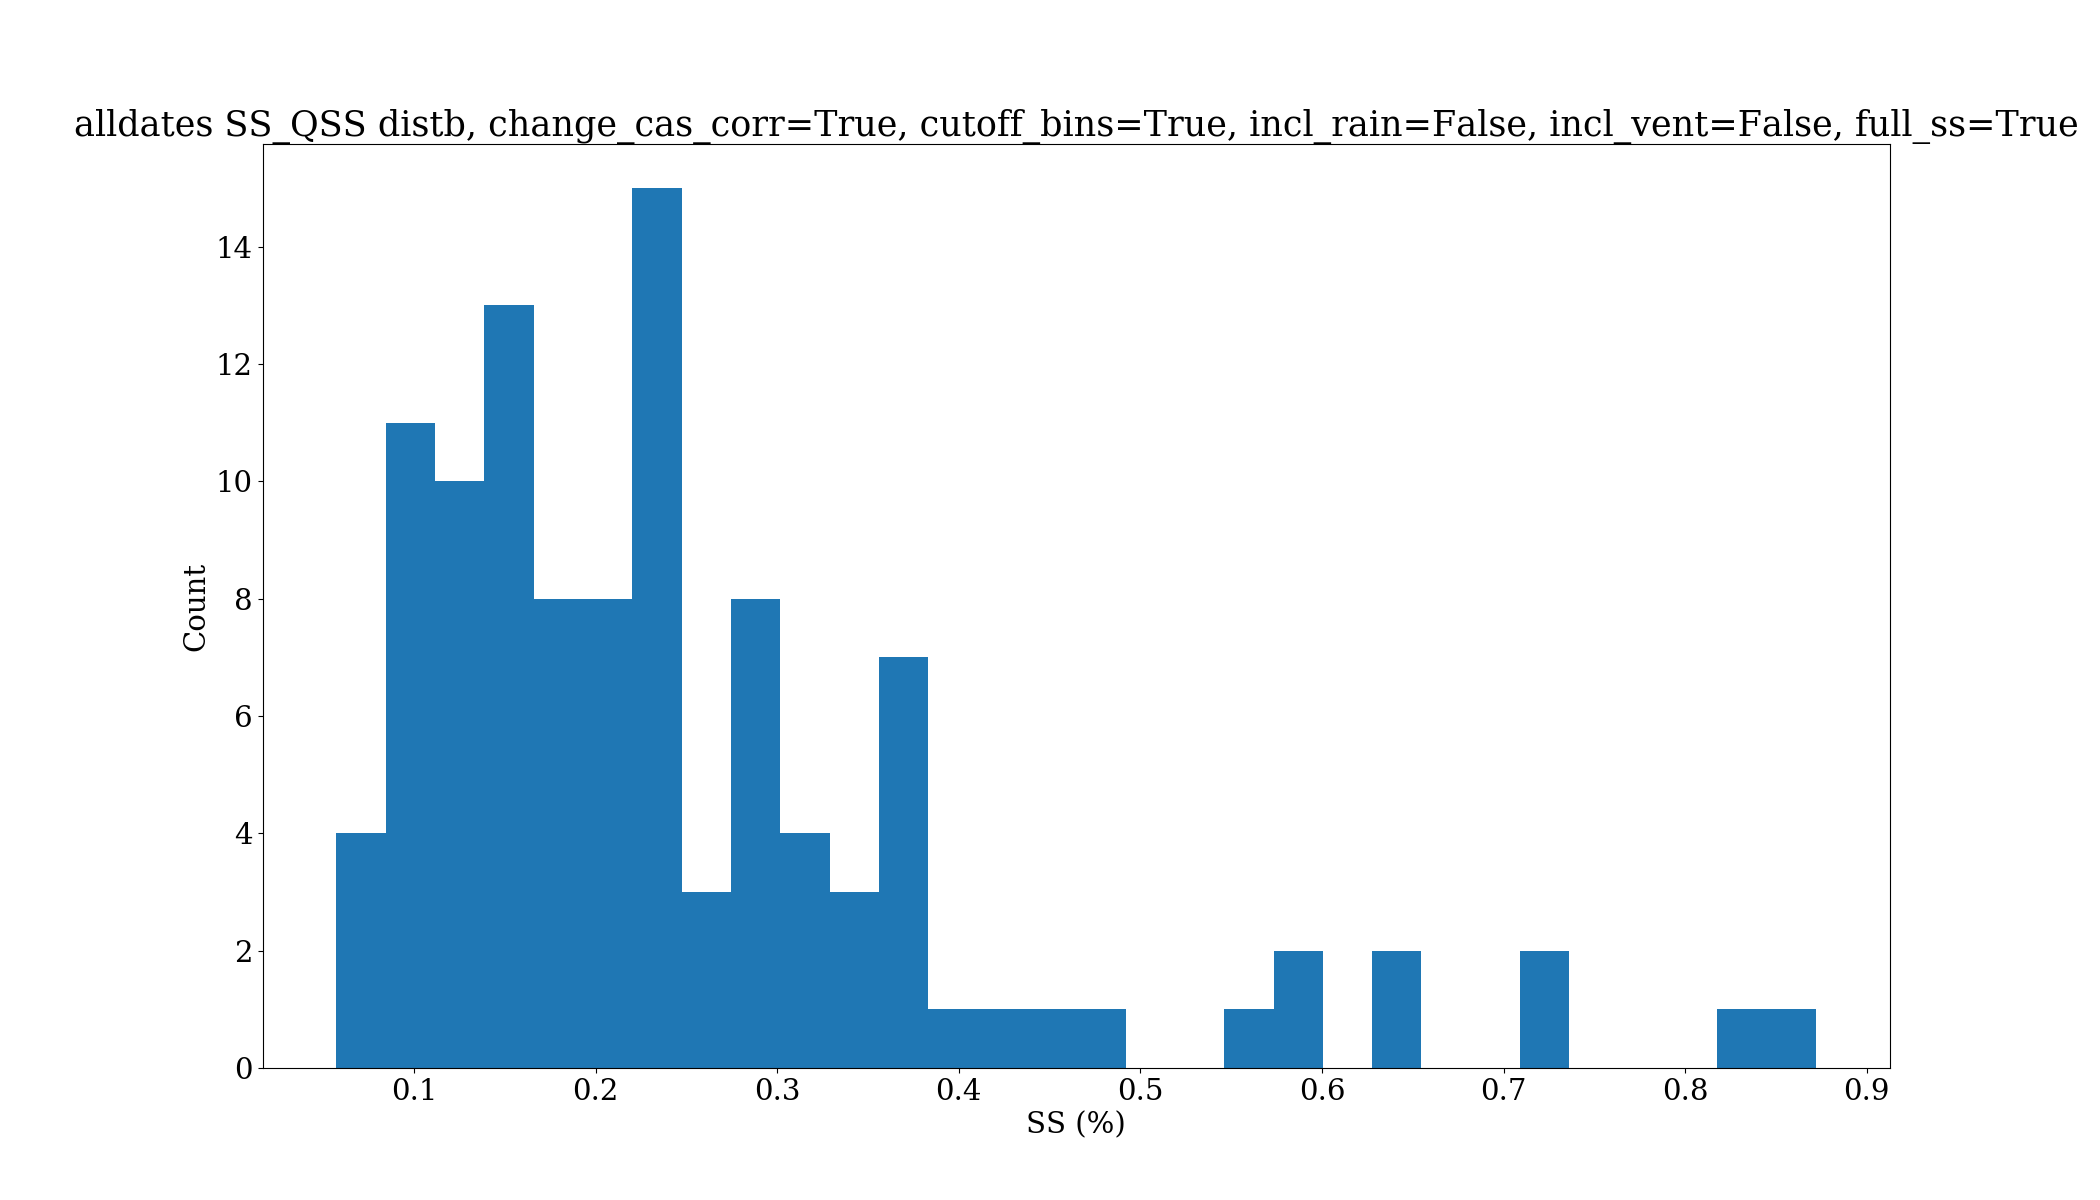 alldates SS_QSS distb, change_cas_corr=True, cutoff_bins=True, incl_rain=False, incl_vent=False, full_ss=True
14
12
10
8
6
4
2
0
Count
0.1 0.2 0.3 0.4 0.5 0.6 0.7 0.8 0.9
SS (%)